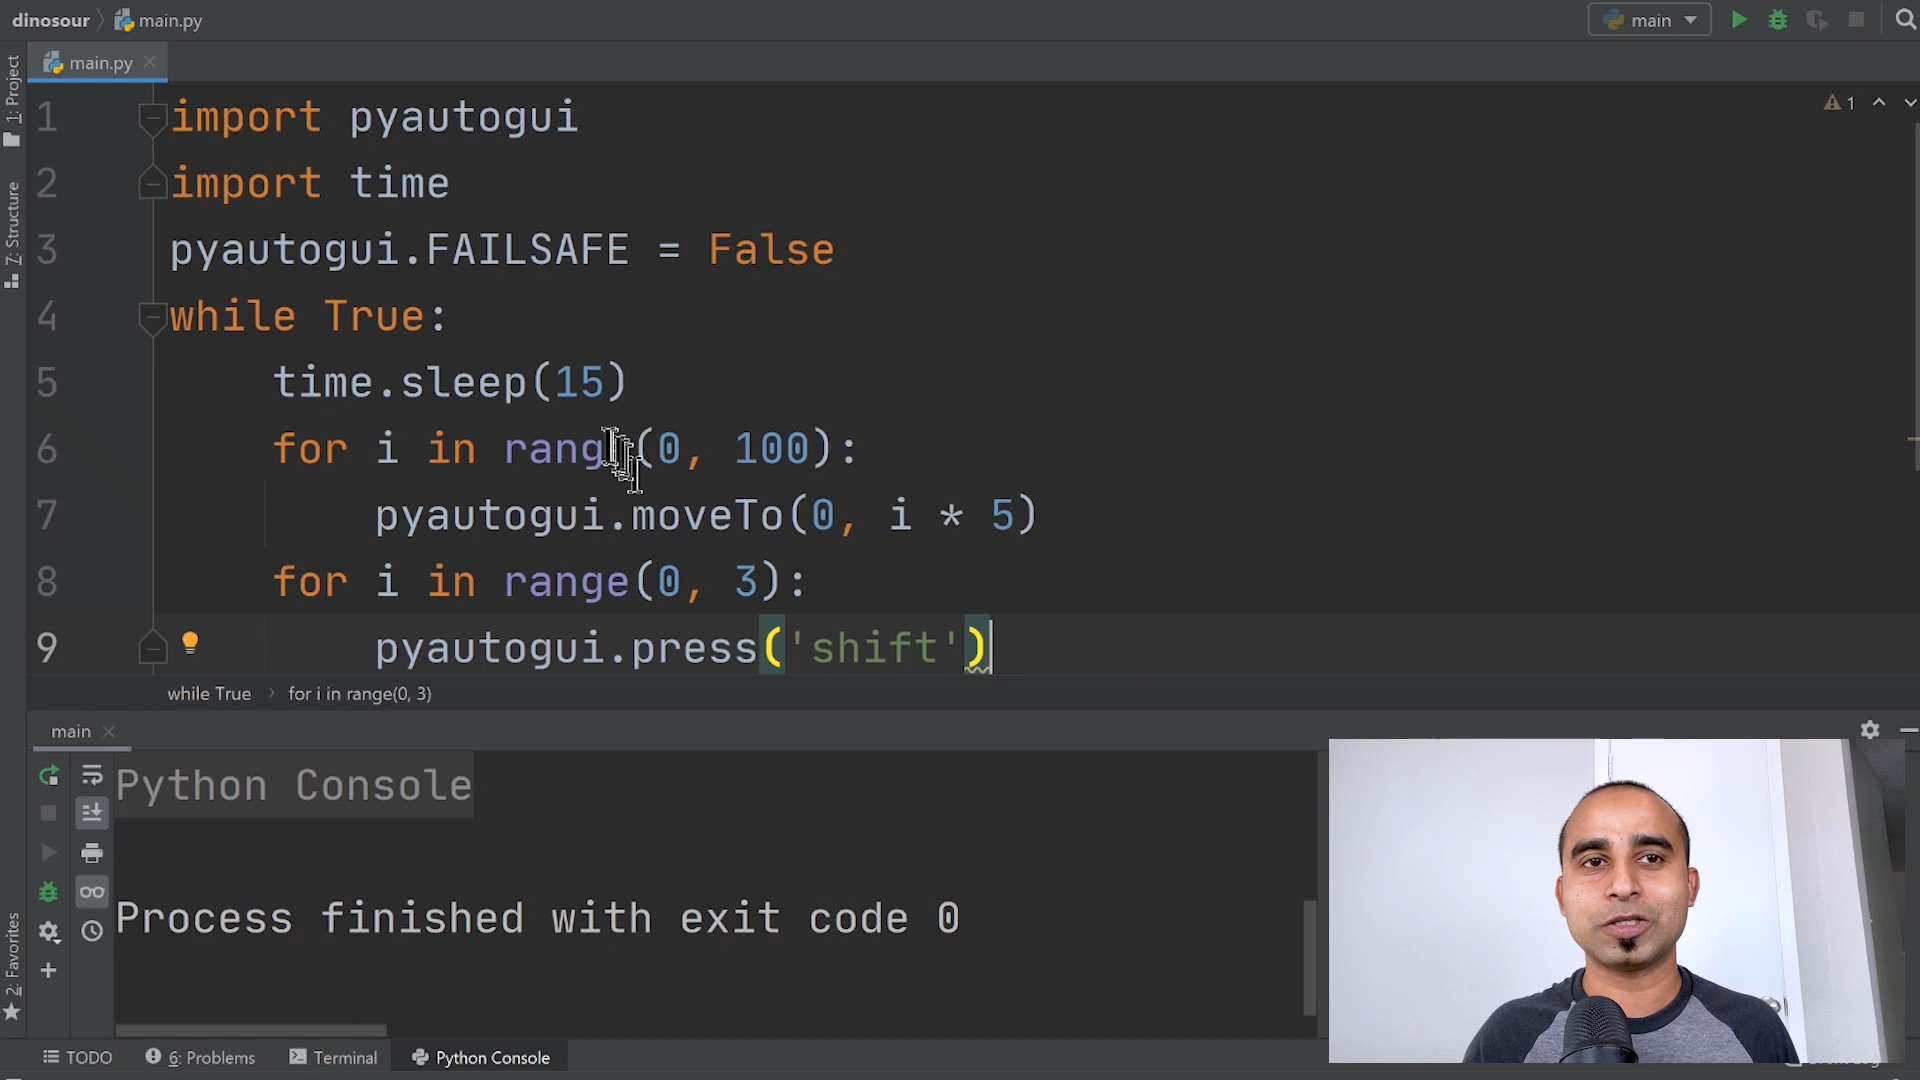 dinosour main.py
main
main.py
1: Project
7: Structure
2: Favorites
1
1 import pyautogui
2 import time
3 pyautogui.FAILSAFE = False
4 while True:
5 time.sleep(15)
6 for i in range(0, 100):
7 pyautogui.moveTo(0, i * 5)
8 for i in range(0, 3):
9 pyautogui.press('shift')
while True › for i in range(0, 3)
main
Python Console
Process finished with exit code 0
TODO 6: Problems Terminal Python Console